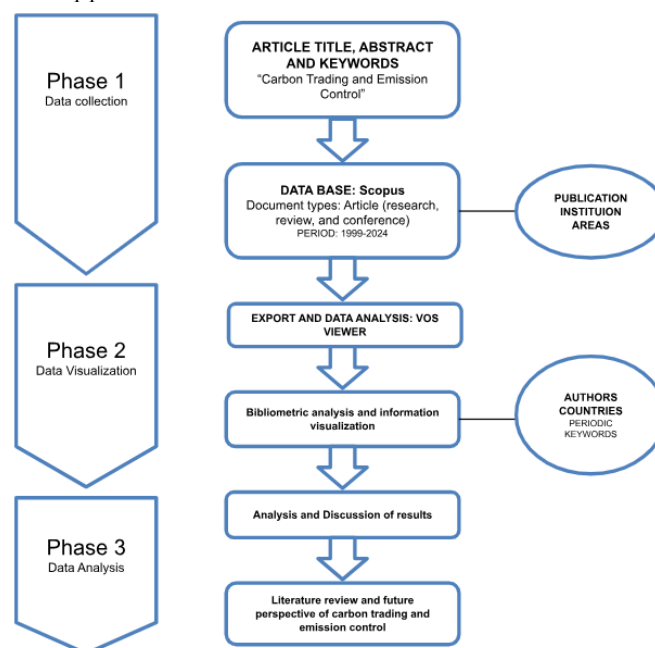 Phase 1
Data collection
ARTICLE TITLE, ABSTRACT
AND KEYWORDS
“Carbon Trading and Emission
Control”
DATA BASE: Scopus
Document types: Article (research,
review, and conference)
PERIOD: 1999-2024
PUBLICATION
INSTITUION
AREAS
Phase 2
Data Visualization
EXPORT AND DATA ANALYSIS: VOS
VIEWER
Bibliometric analysis and information
visualization
AUTHORS
COUNTRIES
PERIODIC
KEYWORDS
Phase 3
Data Analysis
Analysis and Discussion of results
Literature review and future
perspective of carbon trading and
emission control